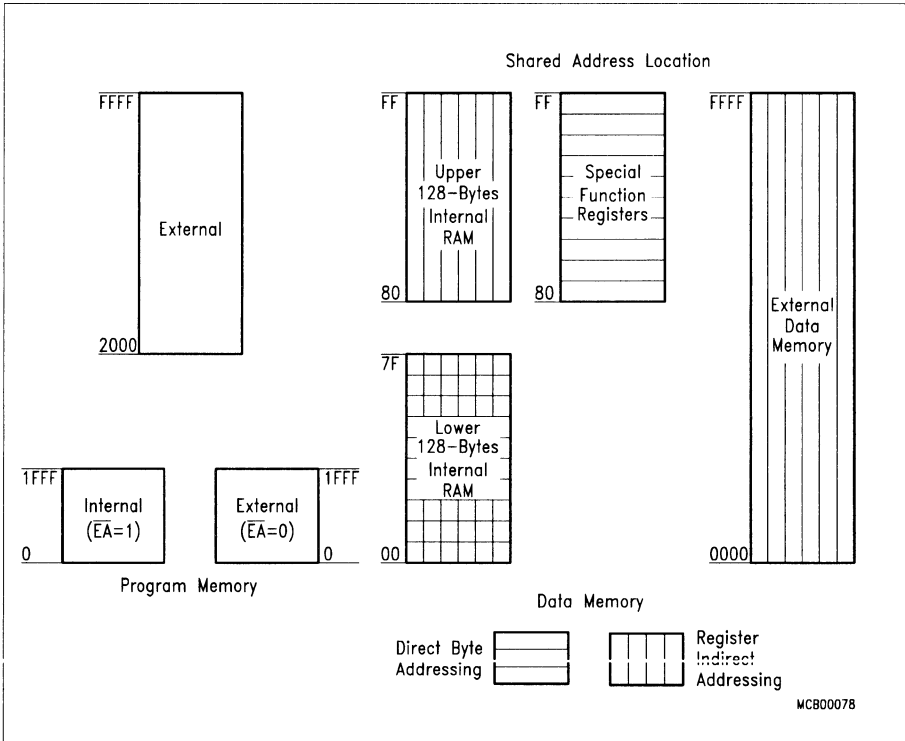 Shared Address Location
FFFF
External
2000
1FFF
Internal
(E̅A̅=1)
0
External
(E̅A̅=0)
1FFF
0
Program Memory
FF
Upper
128-Bytes
Internal
RAM
80
FF
Special
Function
Registers
80
7F
Lower
128-Bytes
Internal
RAM
00
FFFF
External
Data
Memory
0000
Data Memory
Direct Byte
Addressing
Register
Indirect
Addressing
MCB00078